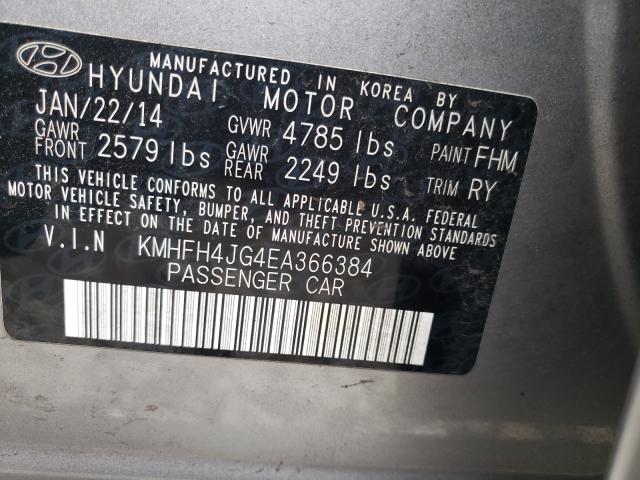 MANUFACTURED IN KOREA BY
HYUNDAI MOTOR COMPANY
JAN/22/14 GVWR 4785 lbs PAINT FHM
GAWR FRONT 2579 lbs GAWR REAR 2249 lbs TRIM RY
THIS VEHICLE CONFORMS TO ALL APPLICABLE U.S.A. FEDERAL
MOTOR VEHICLE SAFETY, BUMPER, AND THEFT PREVENTION STANDARDS
IN EFFECT ON THE DATE OF MANUFACTURE SHOWN ABOVE
V.I.N KMHFH4JG4EA366384
PASSENGER CAR